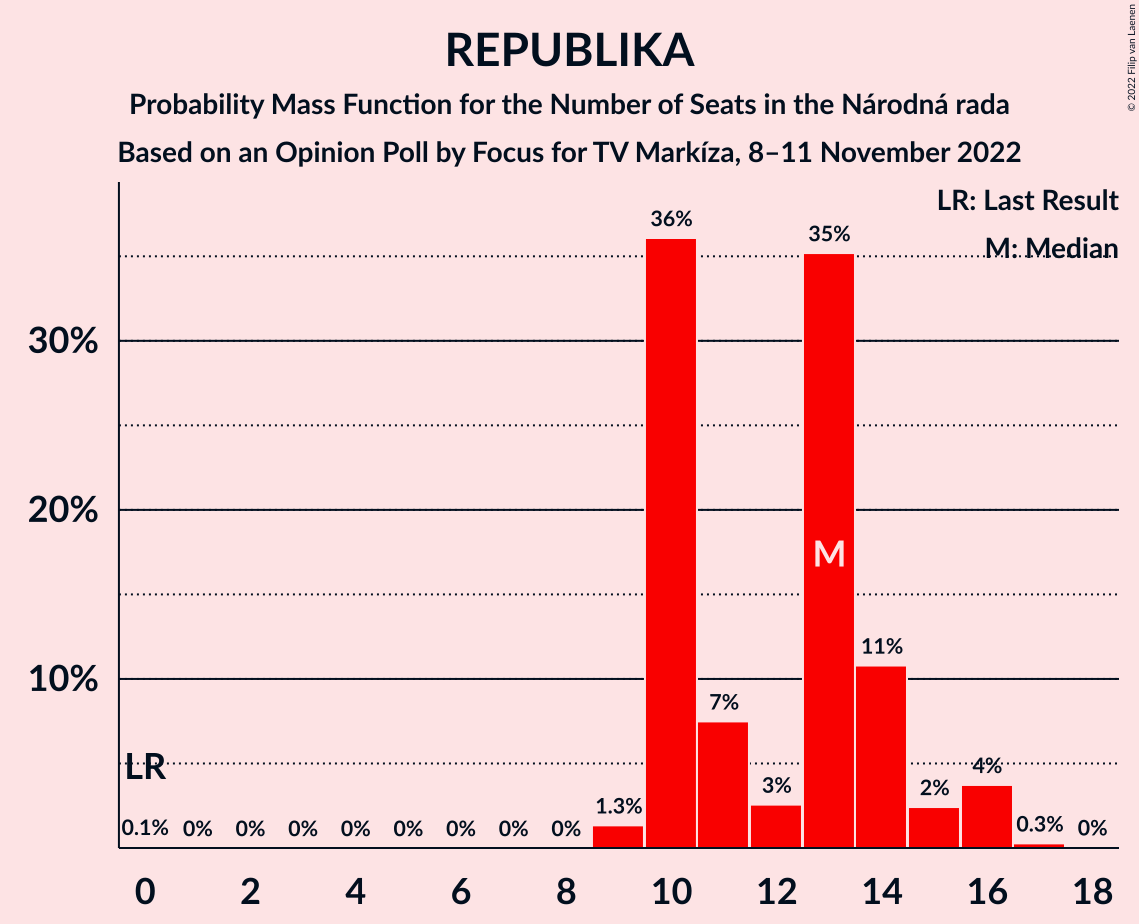 REPUBLIKA
Probability Mass Function for the Number of Seats in the Národná rada
Based on an Opinion Poll by Focus for TV Markíza, 8–11 November 2022
© 2022 Filip van Laenen
LR: Last Result
M: Median
36%
35%
30%
20%
M
11%
10%
7%
LR
4%
3%
2%
1.3%
0.1% 0% 0% 0% 0% 0% 0% 0% 0% 0.3% 0%
0 2 4 6 8 10 12 14 16 18